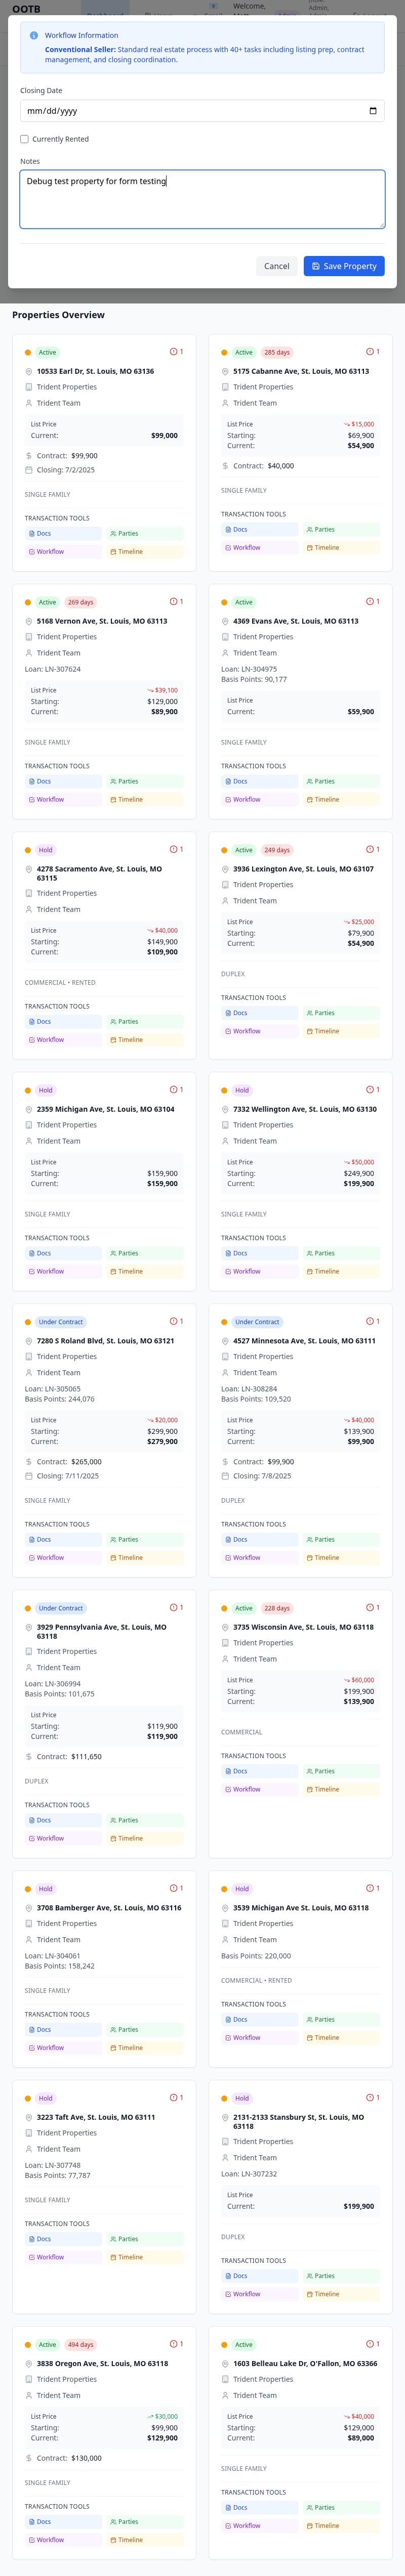 OOTB
Welcome,
Admin,
Workflow Information
Conventional Seller: Standard real estate process with 40+ tasks including listing prep, contract
management, and closing coordination.
Closing Date
mm/dd/yyyy
Currently Rented
Notes
Debug test property for form testing
Cancel
Save Property
Properties Overview
Active
1
10533 Earl Dr, St. Louis, MO 63136
Trident Properties
Trident Team
List Price
Current: $99,000
Contract: $99,900
Closing: 7/2/2025
SINGLE FAMILY
TRANSACTION TOOLS
Docs Parties
Workflow Timeline
Active 285 days
1
5175 Cabanne Ave, St. Louis, MO 63113
Trident Properties
Trident Team
List Price $15,000
Starting: $69,900
Current: $54,900
Contract: $40,000
SINGLE FAMILY
TRANSACTION TOOLS
Docs Parties
Workflow Timeline
Active 269 days
1
5168 Vernon Ave, St. Louis, MO 63113
Trident Properties
Trident Team
Loan: LN-307624
List Price $39,100
Starting: $129,000
Current: $89,900
SINGLE FAMILY
TRANSACTION TOOLS
Docs Parties
Workflow Timeline
Active
1
4369 Evans Ave, St. Louis, MO 63113
Trident Properties
Trident Team
Loan: LN-304975
Basis Points: 90,177
List Price
Current: $59,900
SINGLE FAMILY
TRANSACTION TOOLS
Docs Parties
Workflow Timeline
Hold
1
4278 Sacramento Ave, St. Louis, MO
63115
Trident Properties
Trident Team
List Price $40,000
Starting: $149,900
Current: $109,900
COMMERCIAL • RENTED
TRANSACTION TOOLS
Docs Parties
Workflow Timeline
Active 249 days
1
3936 Lexington Ave, St. Louis, MO 63107
Trident Properties
Trident Team
List Price $25,000
Starting: $79,900
Current: $54,900
DUPLEX
TRANSACTION TOOLS
Docs Parties
Workflow Timeline
Hold
1
2359 Michigan Ave, St. Louis, MO 63104
Trident Properties
Trident Team
List Price
Starting: $159,900
Current: $159,900
SINGLE FAMILY
TRANSACTION TOOLS
Docs Parties
Workflow Timeline
Hold
1
7332 Wellington Ave, St. Louis, MO 63130
Trident Properties
Trident Team
List Price $50,000
Starting: $249,900
Current: $199,900
SINGLE FAMILY
TRANSACTION TOOLS
Docs Parties
Workflow Timeline
Under Contract
1
7280 S Roland Blvd, St. Louis, MO 63121
Trident Properties
Trident Team
Loan: LN-305065
Basis Points: 244,076
List Price $20,000
Starting: $299,900
Current: $279,900
Contract: $265,000
Closing: 7/11/2025
SINGLE FAMILY
TRANSACTION TOOLS
Docs Parties
Workflow Timeline
Under Contract
1
4527 Minnesota Ave, St. Louis, MO 63111
Trident Properties
Trident Team
Loan: LN-308284
Basis Points: 109,520
List Price $40,000
Starting: $139,900
Current: $99,900
Contract: $99,900
Closing: 7/8/2025
DUPLEX
TRANSACTION TOOLS
Docs Parties
Workflow Timeline
Under Contract
1
3929 Pennsylvania Ave, St. Louis, MO
63118
Trident Properties
Trident Team
Loan: LN-306994
Basis Points: 101,675
List Price
Starting: $119,900
Current: $119,900
Contract: $111,650
DUPLEX
TRANSACTION TOOLS
Docs Parties
Workflow Timeline
Active 228 days
1
3735 Wisconsin Ave, St. Louis, MO 63118
Trident Properties
Trident Team
List Price $60,000
Starting: $199,900
Current: $139,900
COMMERCIAL
TRANSACTION TOOLS
Docs Parties
Workflow Timeline
Hold
1
3708 Bamberger Ave, St. Louis, MO 63116
Trident Properties
Trident Team
Loan: LN-304061
Basis Points: 158,242
SINGLE FAMILY
TRANSACTION TOOLS
Docs Parties
Workflow Timeline
Hold
1
3539 Michigan Ave St. Louis, MO 63118
Trident Properties
Trident Team
Basis Points: 220,000
COMMERCIAL • RENTED
TRANSACTION TOOLS
Docs Parties
Workflow Timeline
Hold
1
3223 Taft Ave, St. Louis, MO 63111
Trident Properties
Trident Team
Loan: LN-307748
Basis Points: 77,787
SINGLE FAMILY
TRANSACTION TOOLS
Docs Parties
Workflow Timeline
Hold
1
2131-2133 Stansbury St, St. Louis, MO
63118
Trident Properties
Trident Team
Loan: LN-307232
List Price
Current: $199,900
DUPLEX
TRANSACTION TOOLS
Docs Parties
Workflow Timeline
Active 494 days
1
3838 Oregon Ave, St. Louis, MO 63118
Trident Properties
Trident Team
List Price $30,000
Starting: $99,900
Current: $129,900
Contract: $130,000
SINGLE FAMILY
TRANSACTION TOOLS
Docs Parties
Workflow Timeline
Active
1
1603 Belleau Lake Dr, O'Fallon, MO 63366
Trident Properties
Trident Team
List Price $40,000
Starting: $129,000
Current: $89,000
SINGLE FAMILY
TRANSACTION TOOLS
Docs Parties
Workflow Timeline